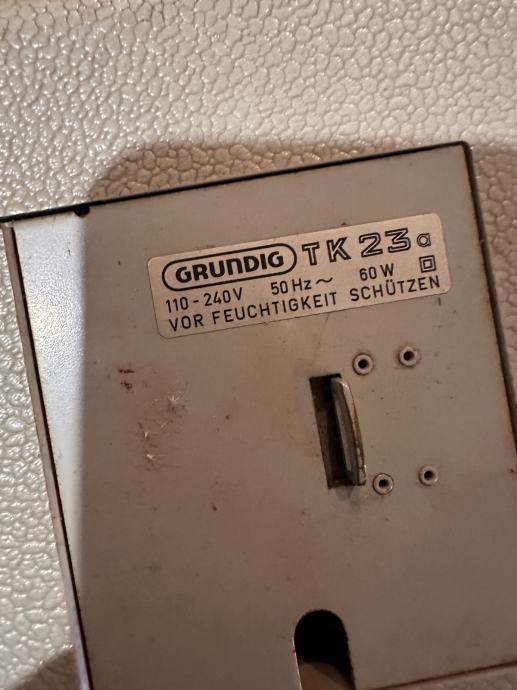 GRUNDIG TK 23a
110-240V 50Hz~ 60W
VOR FEUCHTIGKEIT SCHÜTZEN